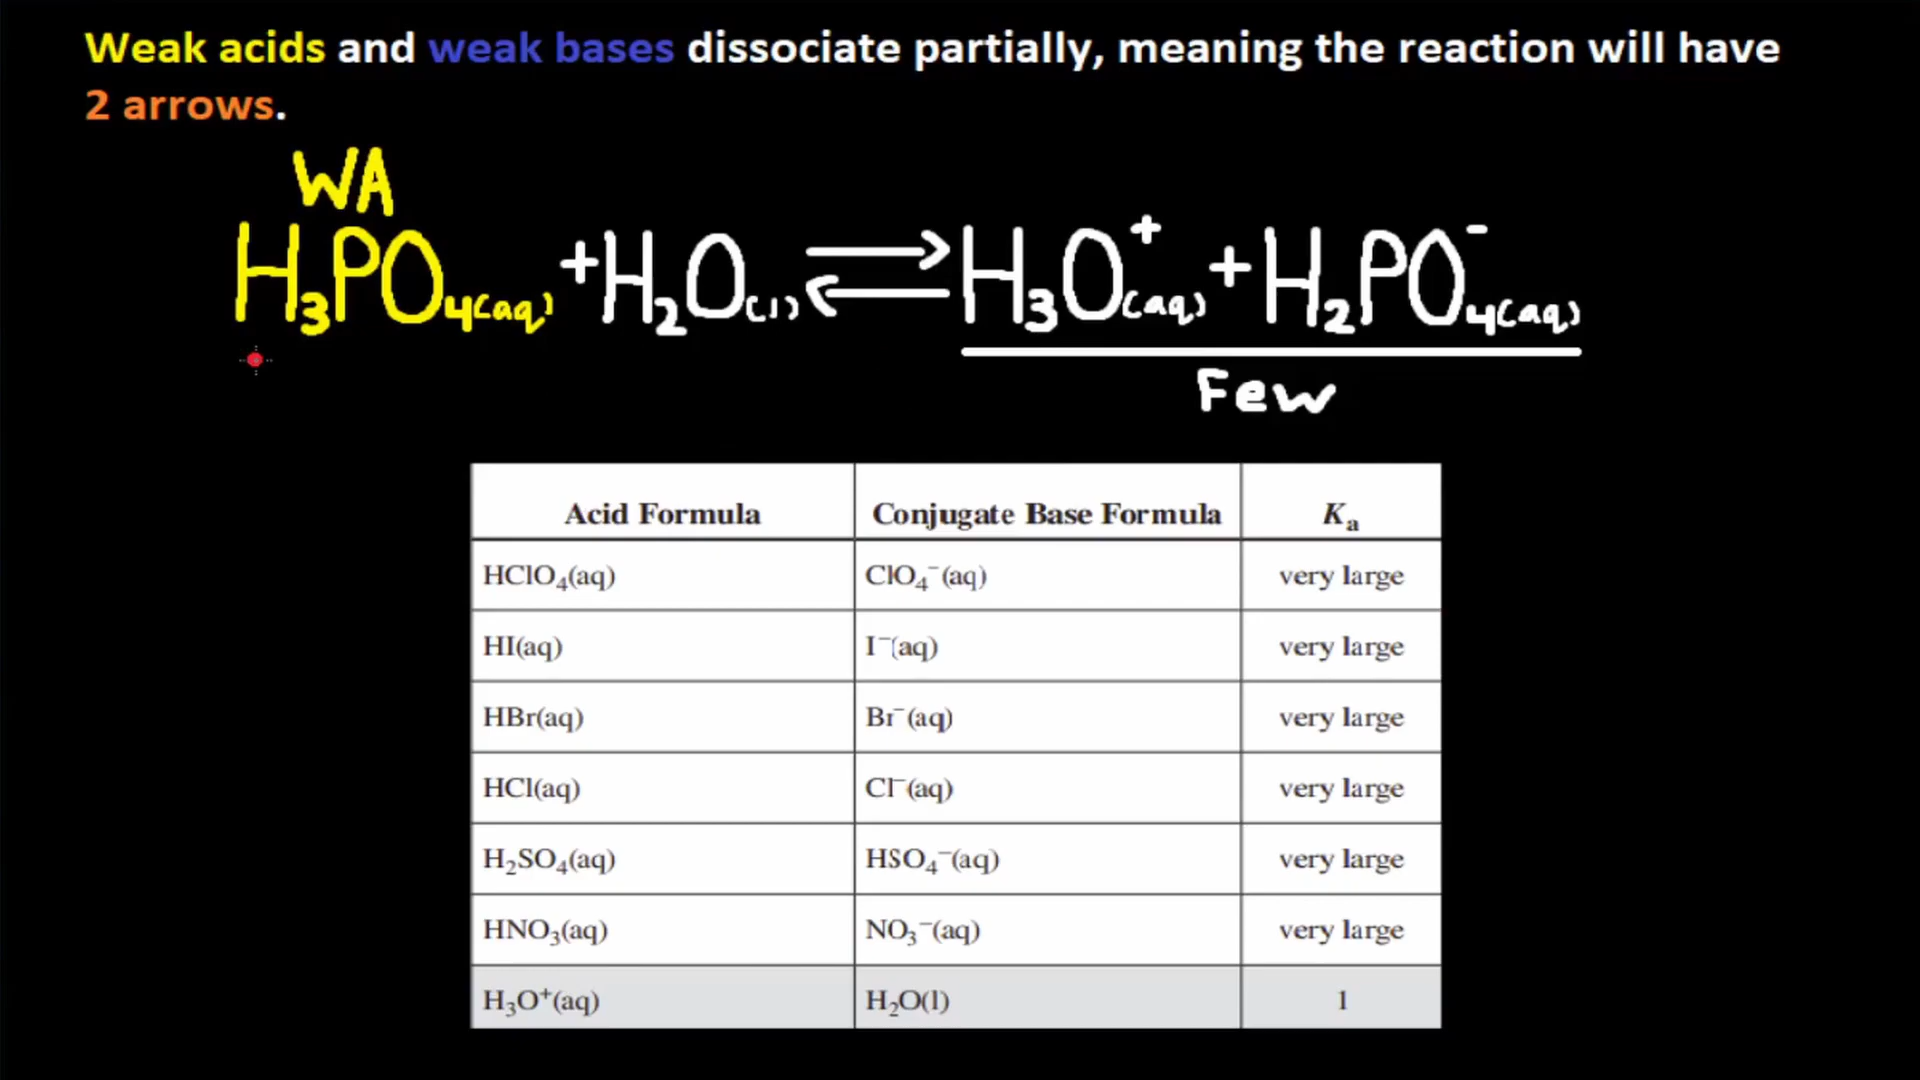 Weak acids and weak bases dissociate partially, meaning the reaction will have
2 arrows.
WA
H₃PO₄(aq) + H₂O(l) ⇌ H₃O⁺(aq) + H₂PO₄⁻(aq)
Few
Acid Formula Conjugate Base Formula Kₐ
HClO₄(aq) ClO₄⁻(aq) very large
HI(aq) I⁻(aq) very large
HBr(aq) Br⁻(aq) very large
HCl(aq) Cl⁻(aq) very large
H₂SO₄(aq) HSO₄⁻(aq) very large
HNO₃(aq) NO₃⁻(aq) very large
H₃O⁺(aq) H₂O(l) 1